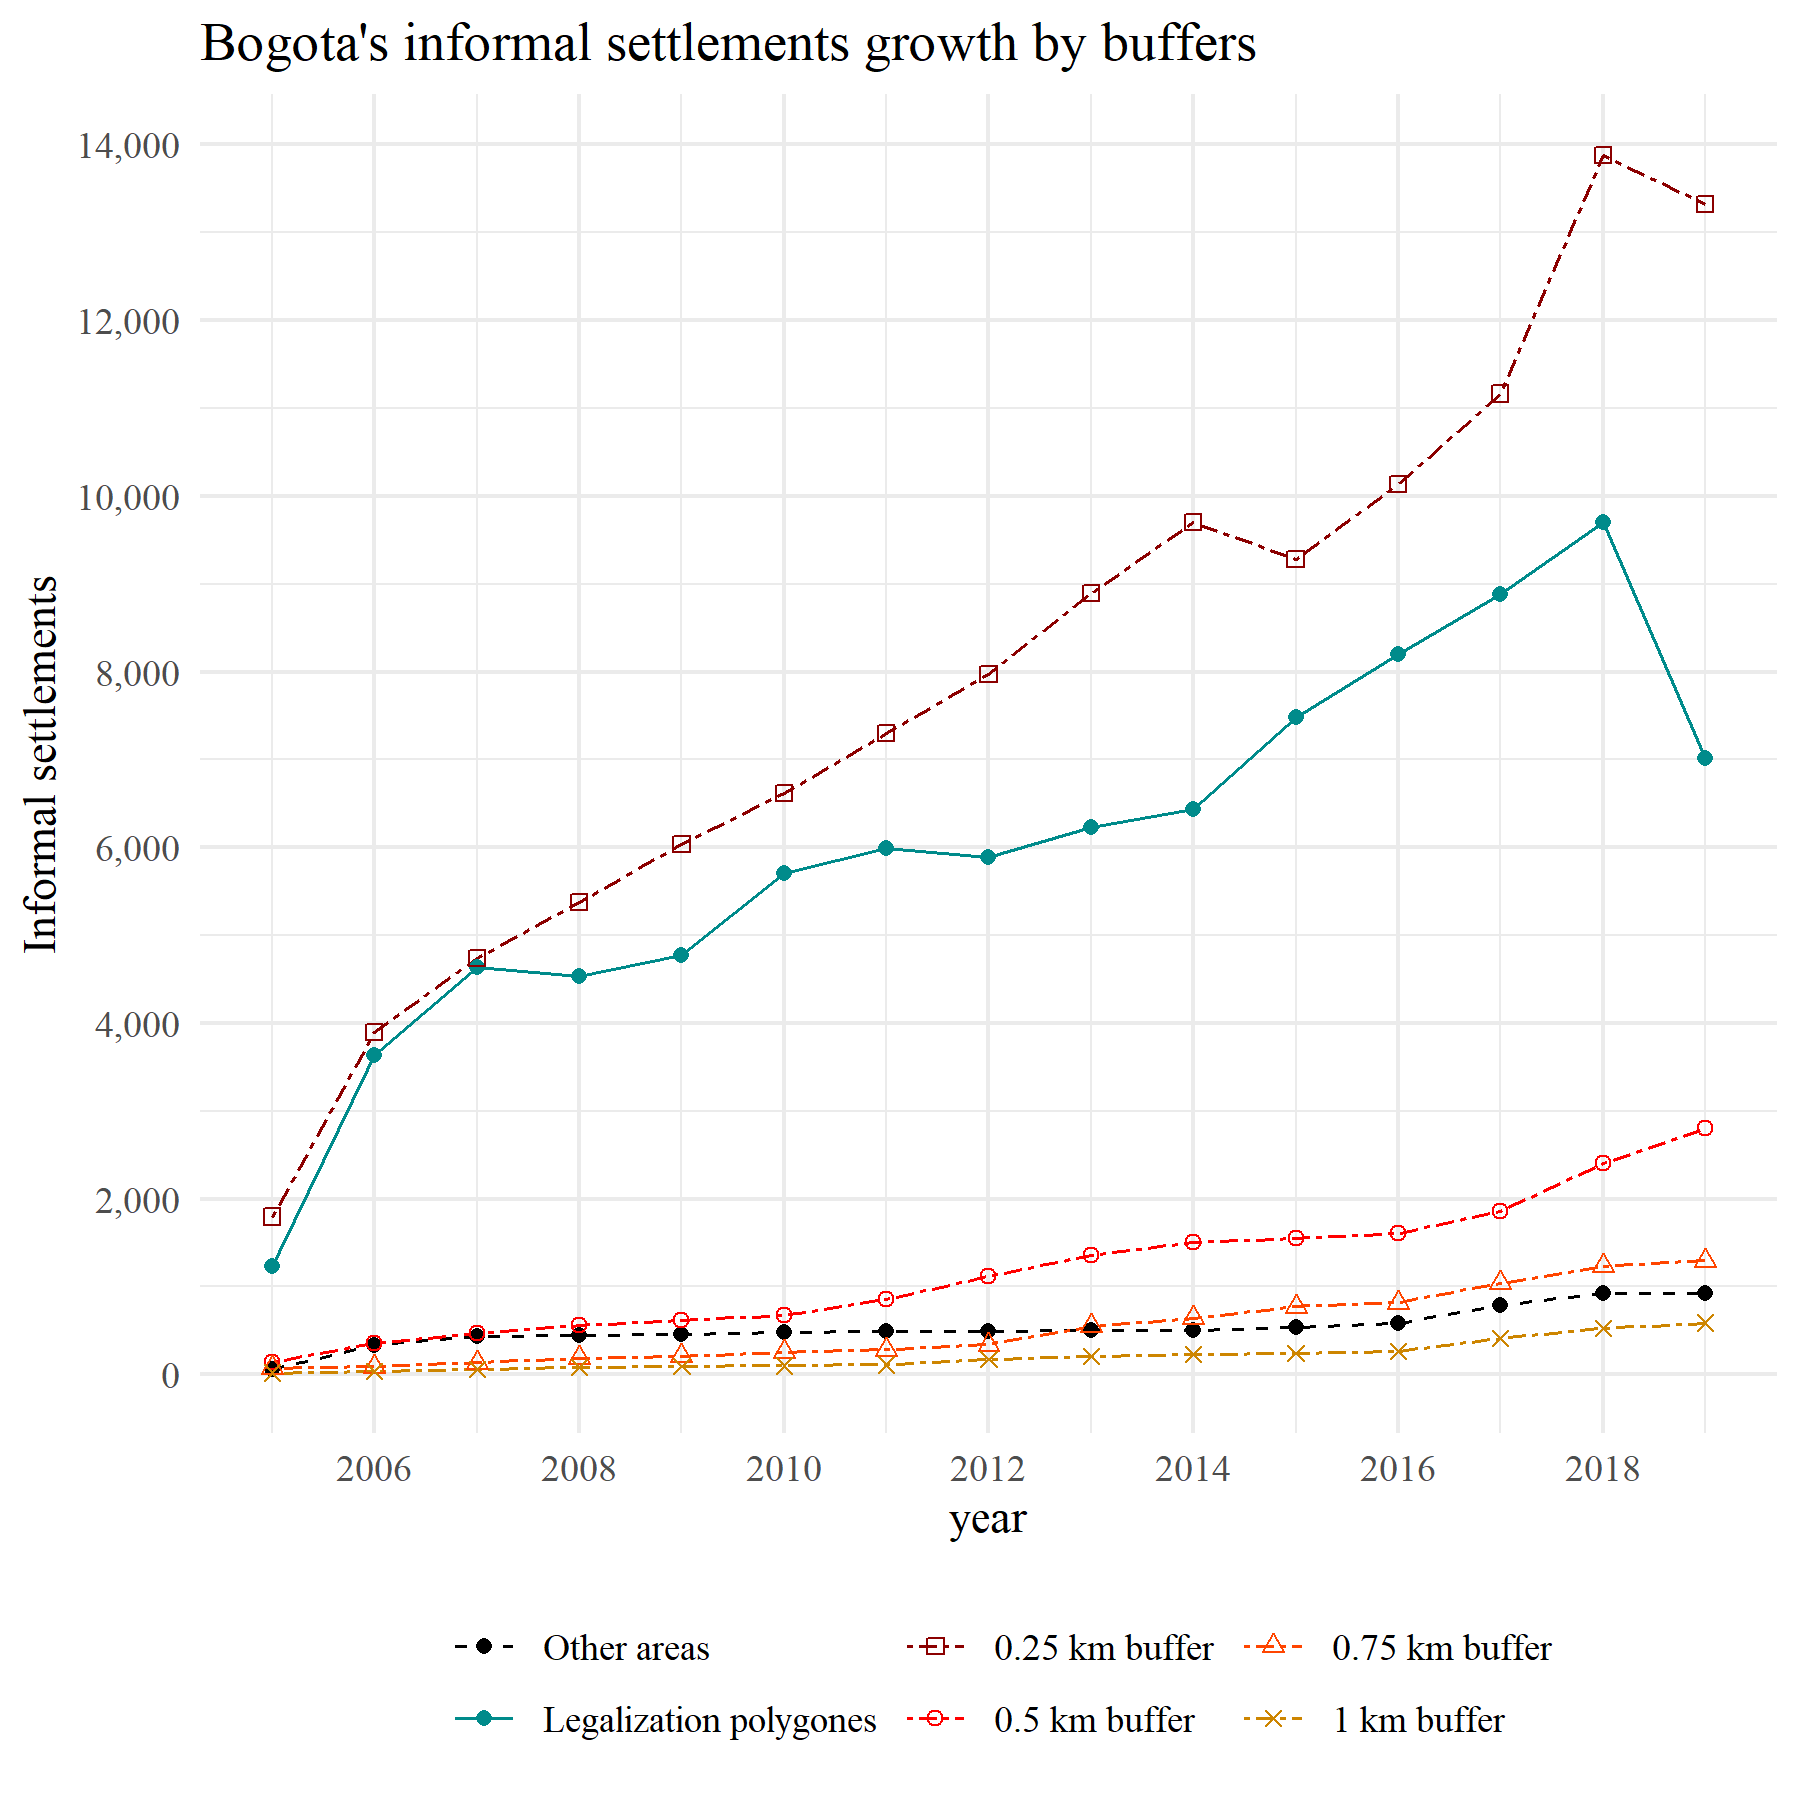 Bogota's informal settlements growth by buffers
14,000
12,000
10,000
8,000
6,000
4,000
2,000
0
Informal settlements
2006 2008 2010 2012 2014 2016 2018
year
Other areas 0.25 km buffer 0.75 km buffer
Legalization polygones 0.5 km buffer 1 km buffer